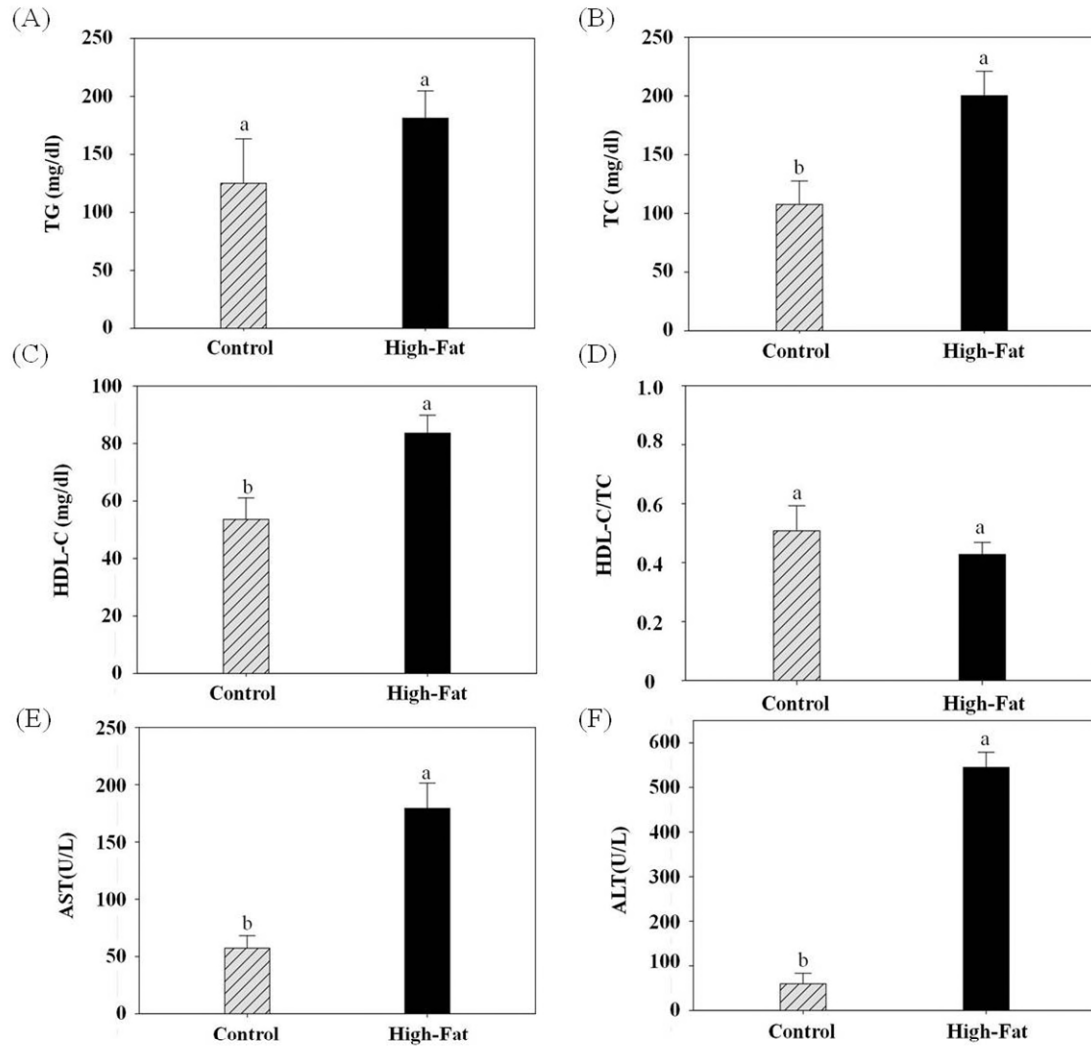 (A)
250
200
150
100
50
0
TG (mg/dl)
a
a
Control
High-Fat
(B)
250
200
150
100
50
0
TC (mg/dl)
b
a
Control
High-Fat
(C)
100
80
60
40
20
0
HDL-C (mg/dl)
b
a
Control
High-Fat
(D)
1.0
0.8
0.6
0.4
0.2
0
HDL-C/TC
a
a
Control
High-Fat
(E)
250
200
150
100
50
0
AST(U/L)
b
a
Control
High-Fat
(F)
600
500
400
300
200
100
0
ALT(U/L)
b
a
Control
High-Fat